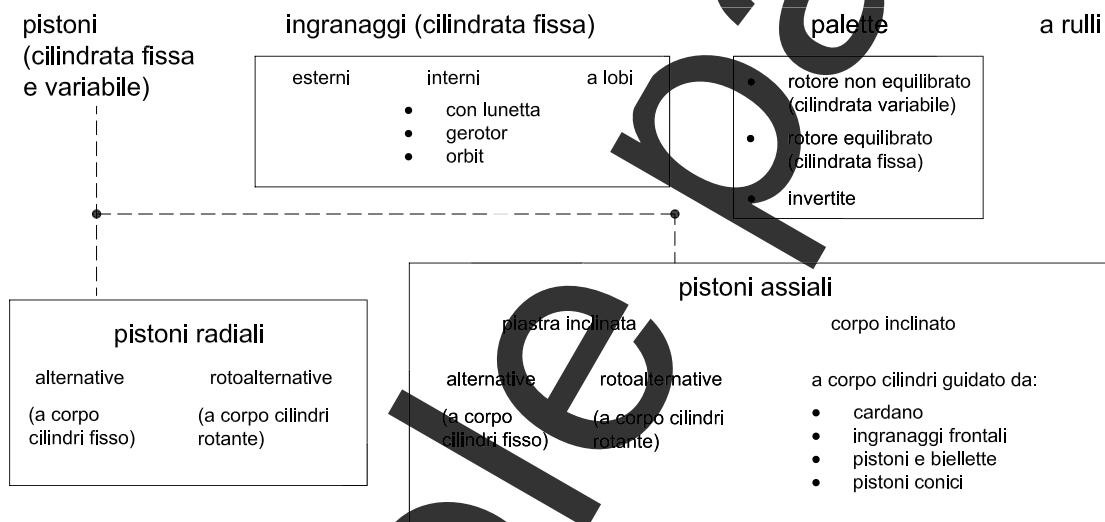 pistoni
(cilindrata fissa
e variabile)
ingranaggi (cilindrata fissa)
esterni
interni
a lobi
• con lunetta
• gerotor
• orbit
palette
• rotore non equilibrato
(cilindrata variabile)
• rotore equilibrato
(cilindrata fissa)
• invertite
a rulli
pistoni radiali
alternative
(a corpo
cilindri fisso)
rotoalternative
(a corpo cilindri
rotante)
pistoni assiali
piastra inclinata
alternative
(a corpo
cilindri fisso)
rotoalternative
(a corpo cilindri
rotante)
corpo inclinato
a corpo cilindri guidato da:
• cardano
• ingranaggi frontali
• pistoni e biellette
• pistoni conici